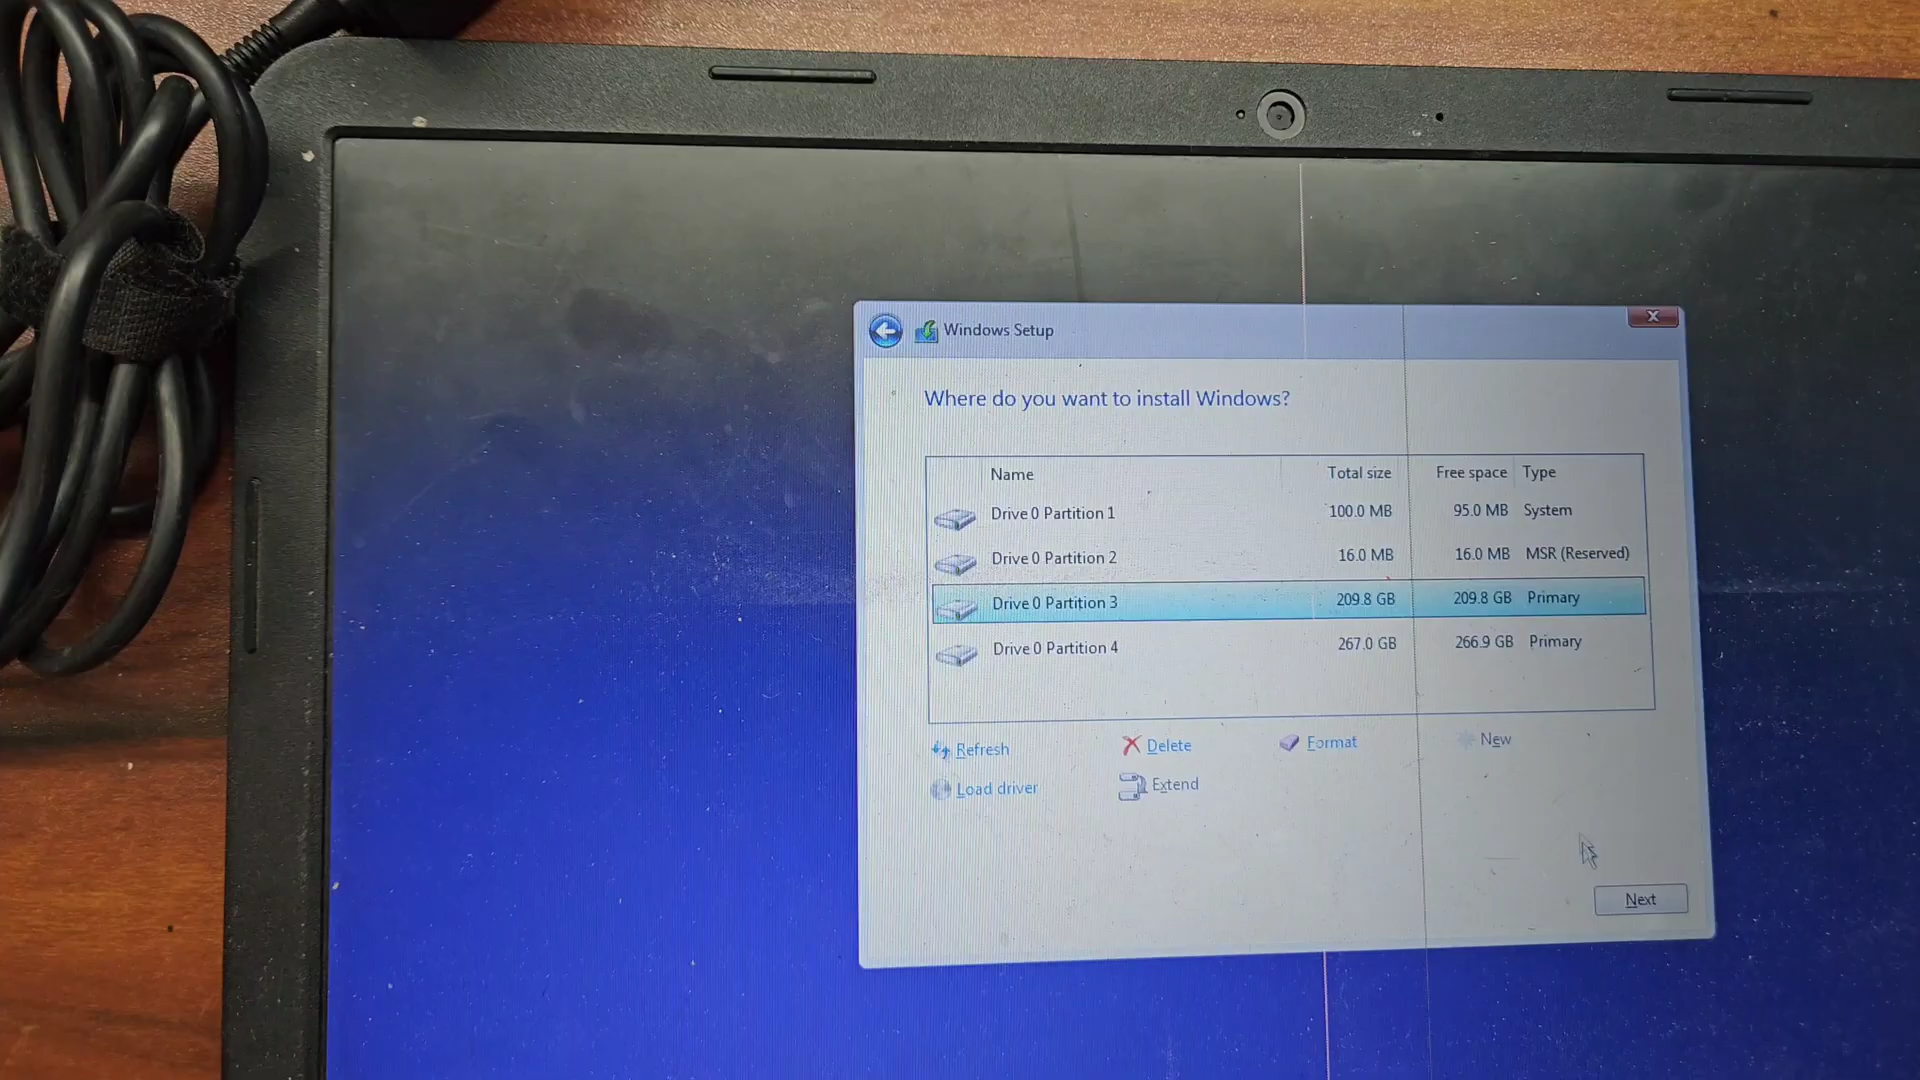 Windows Setup
Where do you want to install Windows?
Name Total size Free space Type
Drive 0 Partition 1 100.0 MB 95.0 MB System
Drive 0 Partition 2 16.0 MB 16.0 MB MSR (Reserved)
Drive 0 Partition 3 209.8 GB 209.8 GB Primary
Drive 0 Partition 4 267.0 GB 266.9 GB Primary
Refresh Delete Format New
Load driver Extend
Next